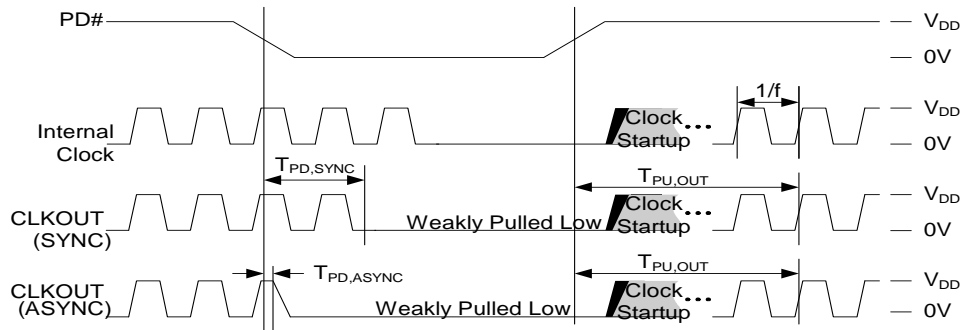 PD#
V_DD
0V
1/f
Internal
Clock
Clock
Startup
V_DD
0V
T_PD,SYNC
T_PU,OUT
CLKOUT
(SYNC)
Weakly Pulled Low
Clock
Startup
V_DD
0V
T_PD,ASYNC
T_PU,OUT
CLKOUT
(ASYNC)
Weakly Pulled Low
Clock
Startup
V_DD
0V